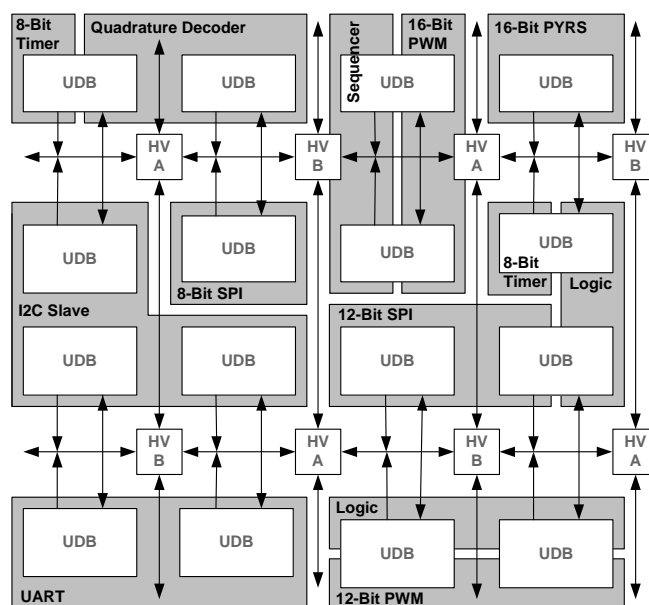 8-Bit
Timer
Quadrature Decoder
Sequencer
16-Bit
PWM
16-Bit PYRS
UDB
UDB
UDB
UDB
HV
A
HV
B
HV
A
HV
B
UDB
UDB
UDB
UDB
8-Bit
Timer
Logic
I2C Slave
8-Bit SPI
12-Bit SPI
UDB
UDB
UDB
UDB
HV
B
HV
A
HV
B
HV
A
Logic
UDB
UDB
UDB
UDB
UART
12-Bit PWM